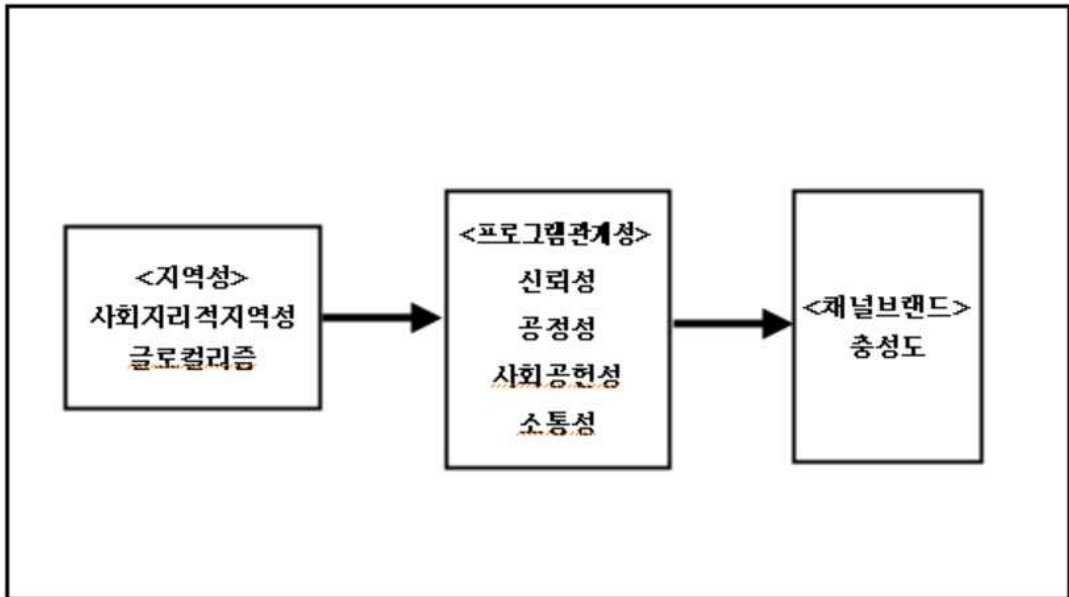 <지역성>
사회지리적지역성
글로컬리즘
<프로그램관계성>
신뢰성
공정성
사회공헌성
소통성
<채널브랜드>
충성도